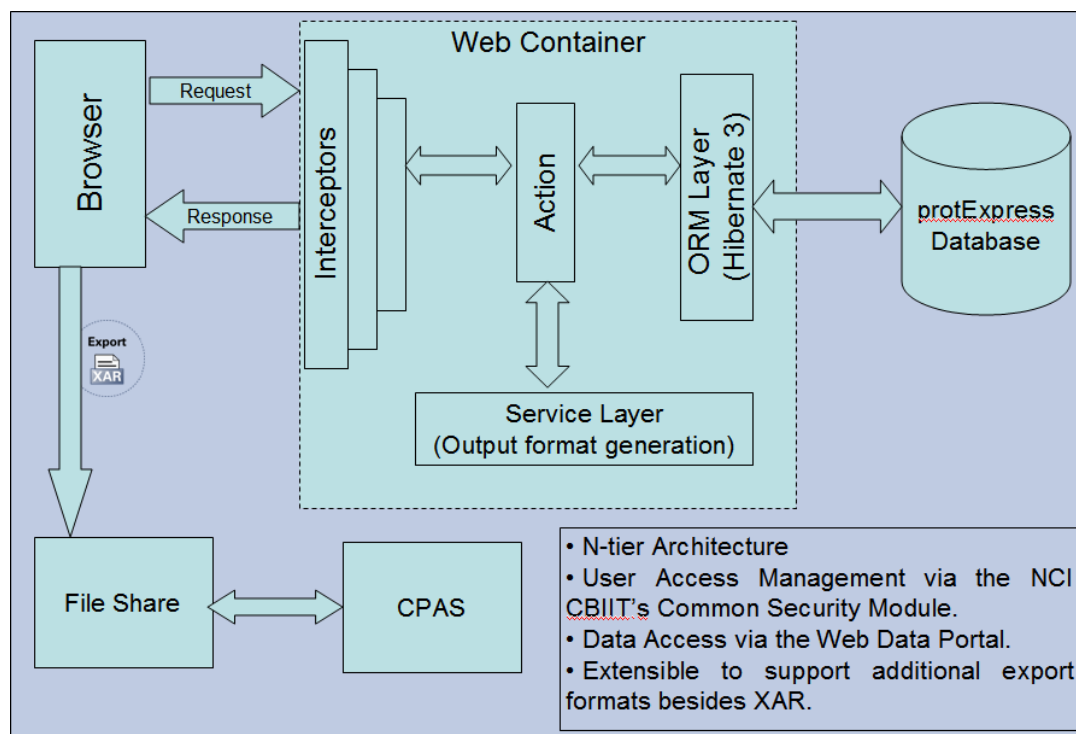 Web Container
Browser
Request
Response
Interceptors
Action
ORM Layer
(Hibernate 3)
protExpress
Database
Service Layer
(Output format generation)
Export
XAR
File Share
CPAS
• N-tier Architecture
• User Access Management via the NCI
CBIIT's Common Security Module.
• Data Access via the Web Data Portal.
• Extensible to support additional export
formats besides XAR.